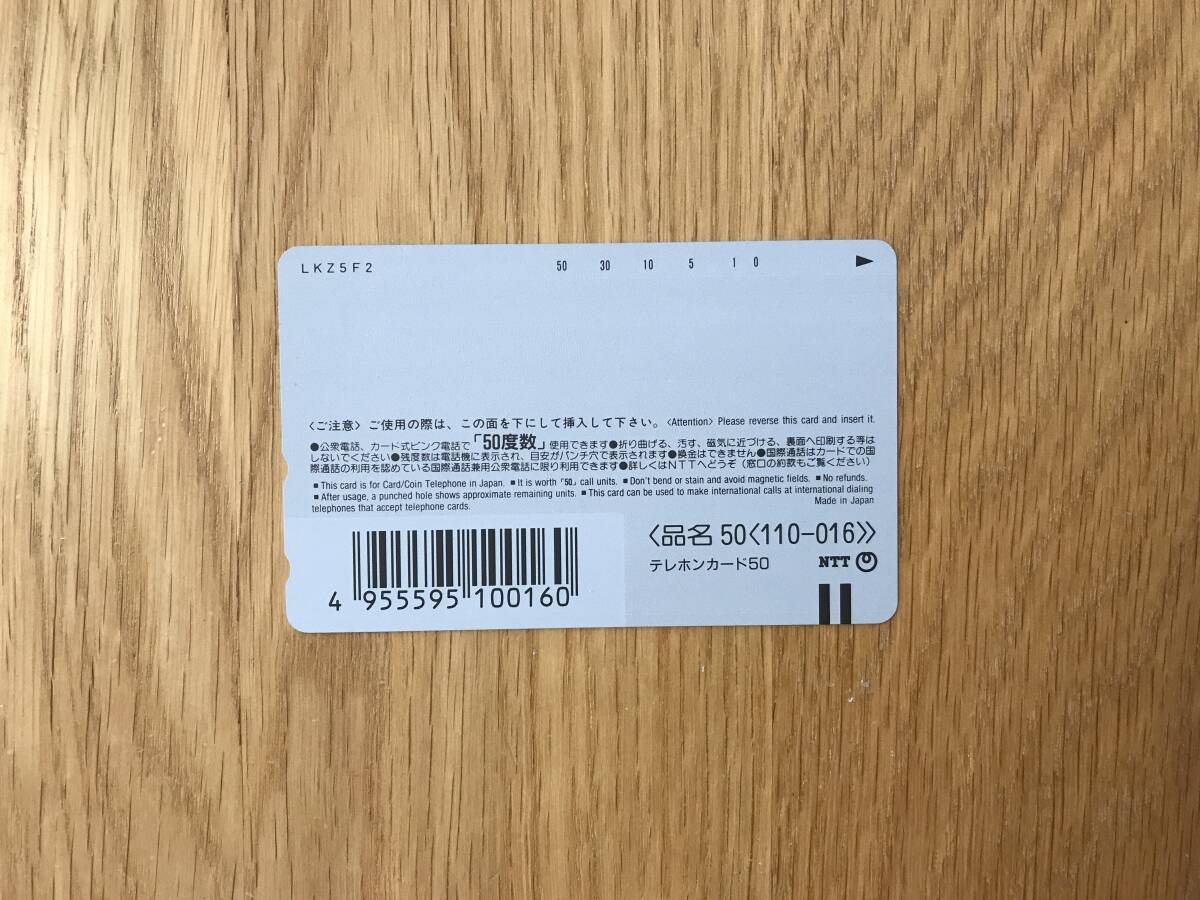 LKZ5F2 50 30 10 5 1 0 ▶
〈ご注意〉ご使用の際は、この面を下にして挿入して下さい。〈Attention〉Please reverse this card and insert it.
●公衆電話、カード式ピンク電話で「50度数」使用できます●折り曲げる、汚す、磁気に近づける、裏面へ印刷する等は
しないでください●残度数は電話機に表示され、目安がパンチ穴で表示されます●換金はできません●国際通話はカードでの国
際通話の利用を認めている国際通話兼用公衆電話に限り利用できます●詳しくはNTTへどうぞ（窓口の約款もご覧ください）
■This card is for Card/Coin Telephone in Japan. ■It is worth「50」call units. ■Don't bend or stain and avoid magnetic fields. ■No refunds.
■After usage, a punched hole shows approximate remaining units. ■This card can be used to make international calls at international dialing
telephones that accept telephone cards. Made in Japan
〈品名 50〈110-016〉〉
テレホンカード50 NTT
4 955595 100160